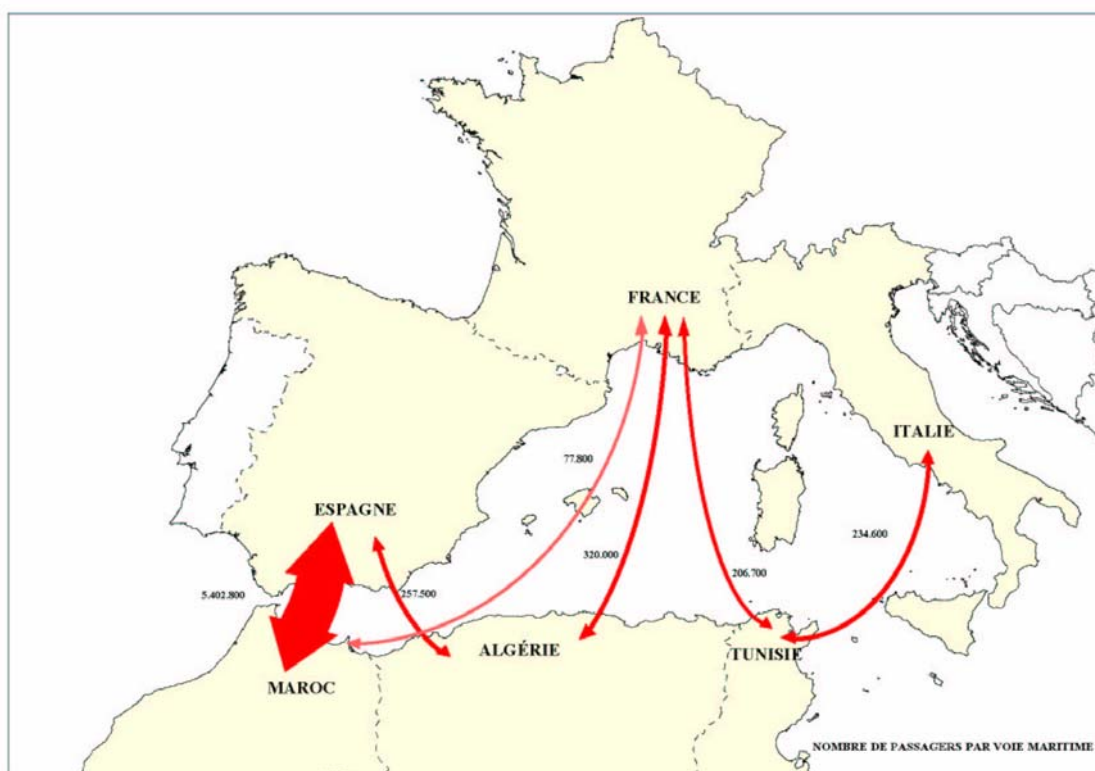 FRANCE
ITALIE
77.800
ESPAGNE
234.600
320.000
206.700
5.402.800
257.500
ALGÉRIE
TUNISIE
MAROC
NOMBRE DE PASSAGERS PAR VOIE MARITIME